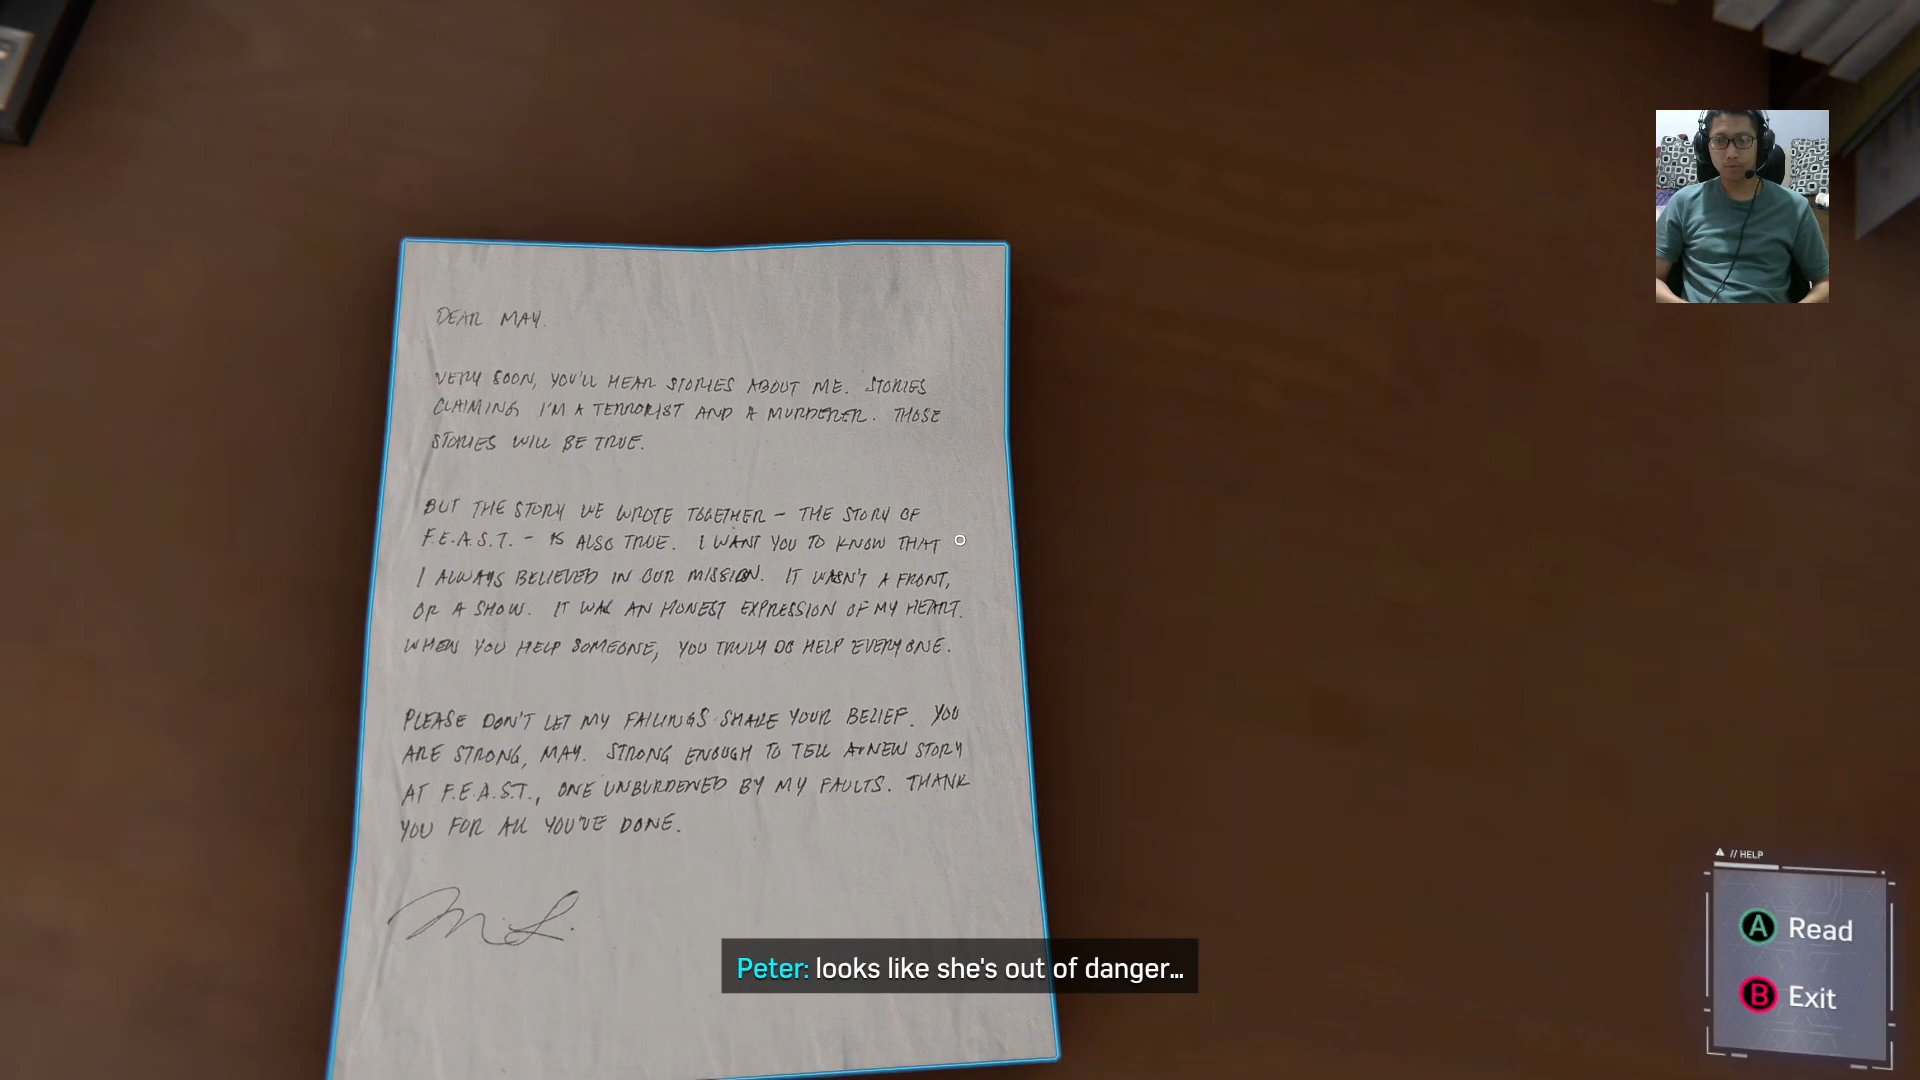 DEAR MAY.
VERY SOON, YOU'LL HEAR STORIES ABOUT ME. STORIES
CLAIMING I'M A TERRORIST AND A MURDERER. THOSE
STORIES WILL BE TRUE.
BUT THE STORY WE WROTE TOGETHER – THE STORY OF
F.E.A.S.T. – IS ALSO TRUE. I WANT YOU TO KNOW THAT
I ALWAYS BELIEVED IN OUR MISSION. IT WASN'T A FRONT,
OR A SHOW. IT WAS AN HONEST EXPRESSION OF MY HEART.
WHEN YOU HELP SOMEONE, YOU TRULY DO HELP EVERYONE.
PLEASE DON'T LET MY FAILINGS SHAKE YOUR BELIEF. YOU
ARE STRONG, MAY. STRONG ENOUGH TO TELL A NEW STORY
AT F.E.A.S.T., ONE UNBURDENED BY MY FAULTS. THANK
YOU FOR ALL YOU'VE DONE.
M L.
Peter: looks like she's out of danger...
// HELP
A Read
B Exit